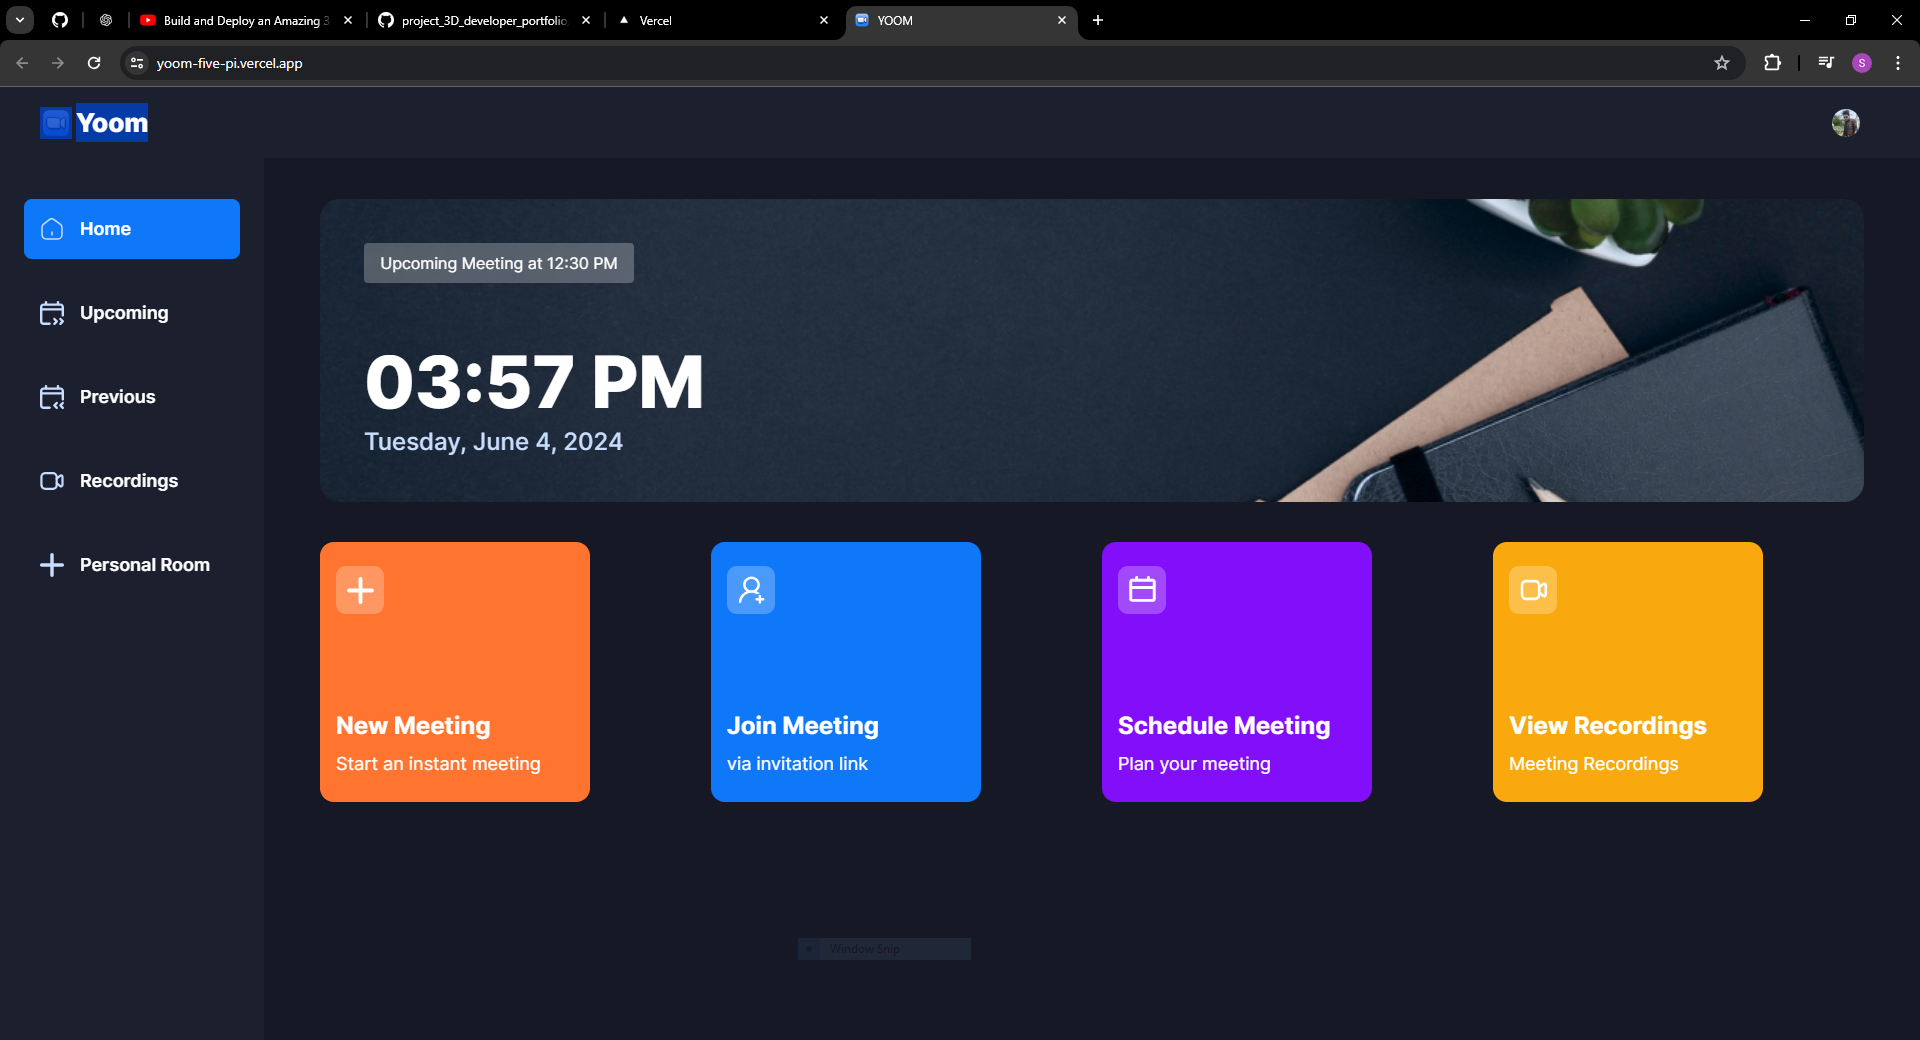 Build and Deploy an Amazing 3
project_3D_developer_portfolio
Vercel
YOOM
yoom-five-pi.vercel.app
S
Yoom
Home
Upcoming
Previous
Recordings
Personal Room
Upcoming Meeting at 12:30 PM
03:57 PM
Tuesday, June 4, 2024
New Meeting
Start an instant meeting
Join Meeting
via invitation link
Schedule Meeting
Plan your meeting
View Recordings
Meeting Recordings
Window Snip